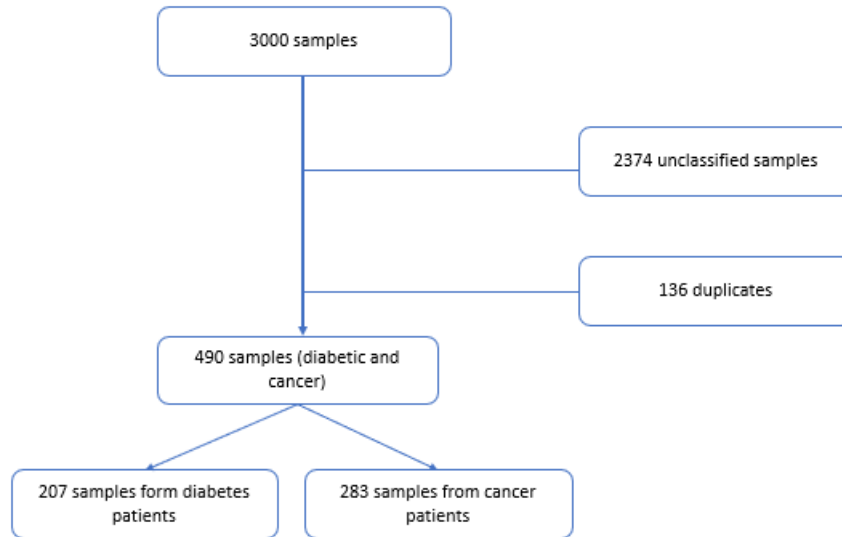 3000 samples
2374 unclassified samples
136 duplicates
490 samples (diabetic and
cancer)
207 samples form diabetes
patients
283 samples from cancer
patients